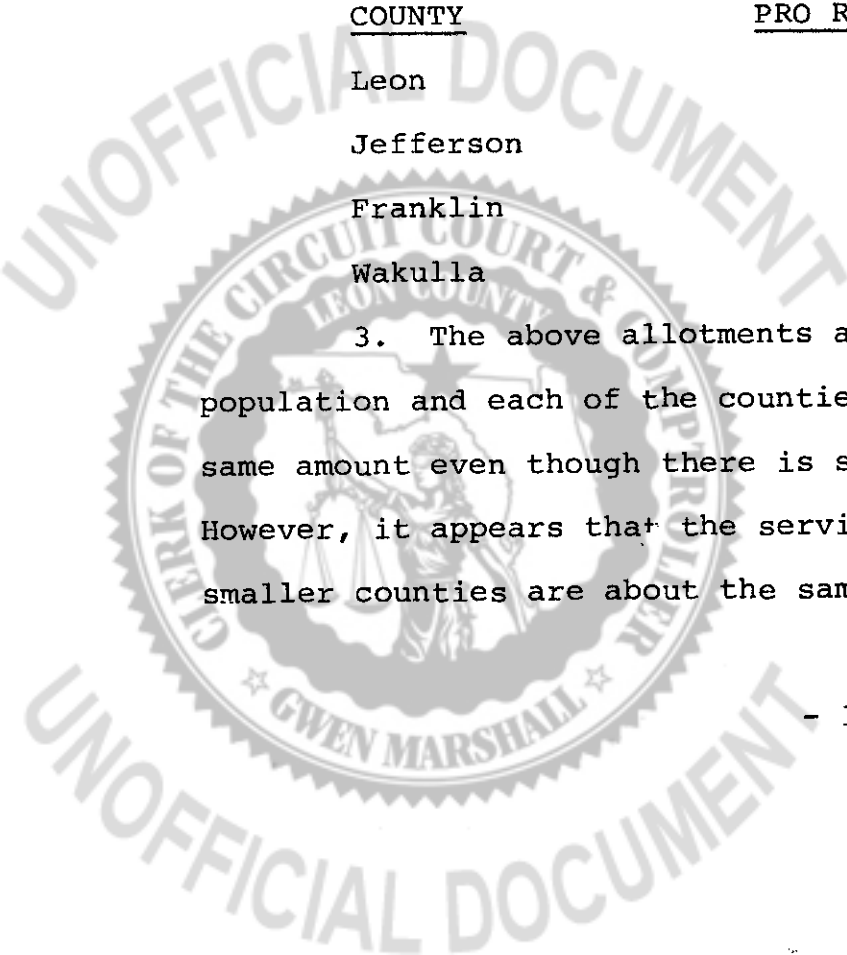 COUNTY PRO R
Leon
Jefferson
Franklin
Wakulla
3. The above allotments a
population and each of the countie
same amount even though there is s
However, it appears that the servi
smaller counties are about the sam
- 1
UNOFFICIAL DOCUMENT
CLERK OF THE CIRCUIT COURT & COMPTROLLER
LEON COUNTY
GWEN MARSHALL
UNOFFICIAL DOCUMENT